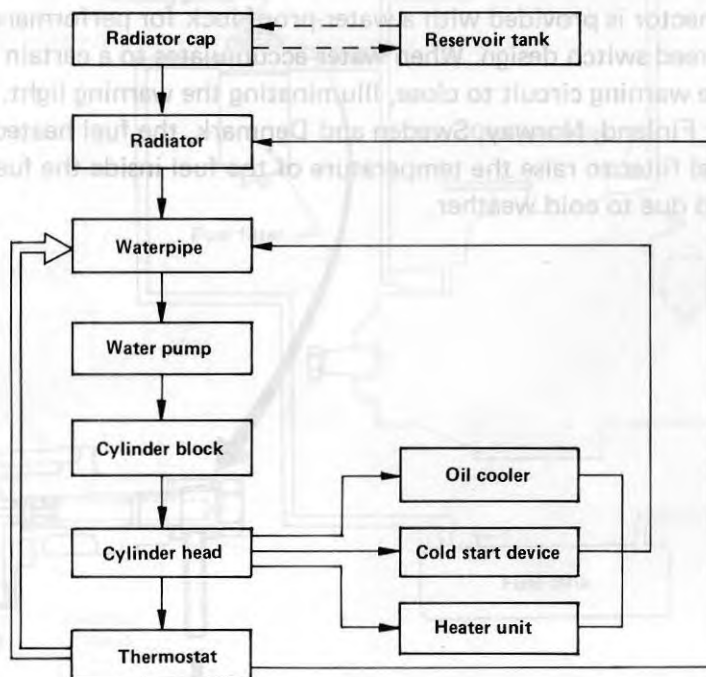 Radiator cap
Reservoir tank
Radiator
Waterpipe
Water pump
Cylinder block
Oil cooler
Cylinder head
Cold start device
Heater unit
Thermostat